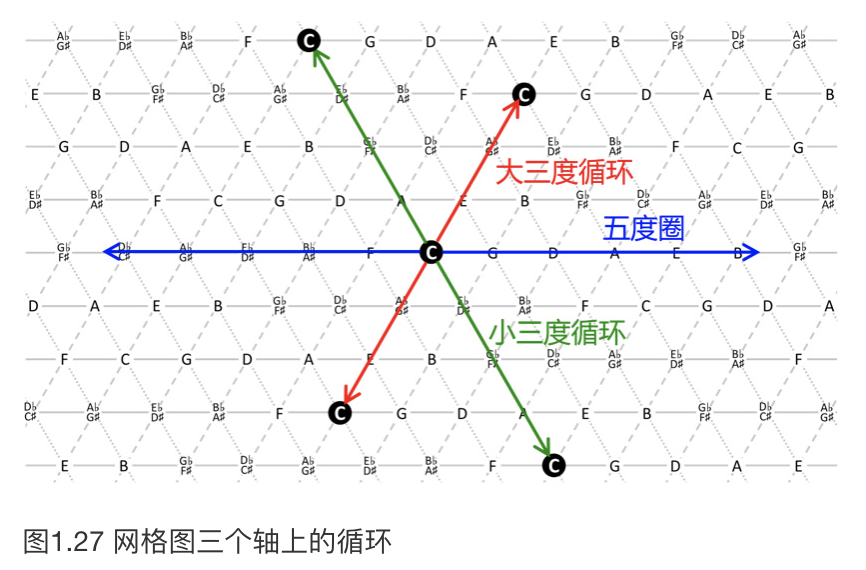 A♭ G♯ E♭ D♯ B♭ A♯ F C G D A E B G♭ F♯ D♭ C♯ A♭ G♯
E B G♭ F♯ D♭ C♯ A♭ G♯ E♭ D♯ B♭ A♯ F C G D A E B
G D A E B G♭ F♯ D♭ C♯ A♭ G♯ E♭ D♯ B♭ A♯ F C G
大三度循环
E♭ D♯ B♭ A♯ F C G D A E B G♭ F♯ D♭ C♯ A♭ G♯ E♭ D♯ B♭ A♯
五度圈
G♭ F♯ D♭ C♯ A♭ G♯ E♭ D♯ B♭ A♯ F C G D A E B G♭ F♯
D A E B G♭ F♯ D♭ C♯ A♭ G♯ E♭ D♯ B♭ A♯ F C G D A
小三度循环
F C G D A E B G♭ F♯ D♭ C♯ A♭ G♯ E♭ D♯ B♭ A♯ F
D♭ C♯ A♭ G♯ E♭ D♯ B♭ A♯ F C G D A E B G♭ F♯ D♭ C♯ A♭ G♯
E B G♭ F♯ D♭ C♯ A♭ G♯ E♭ D♯ B♭ A♯ F C G D A E
图1.27 网格图三个轴上的循环